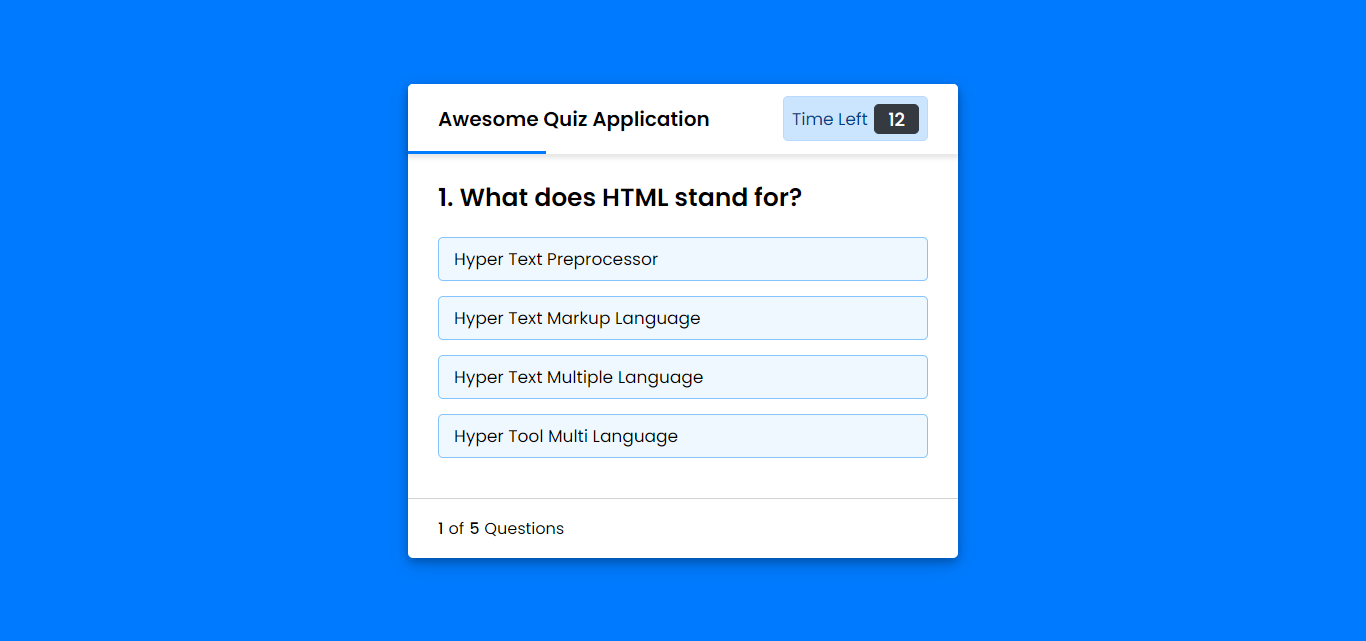 Awesome Quiz Application
Time Left 12
1. What does HTML stand for?
Hyper Text Preprocessor
Hyper Text Markup Language
Hyper Text Multiple Language
Hyper Tool Multi Language
1 of 5 Questions